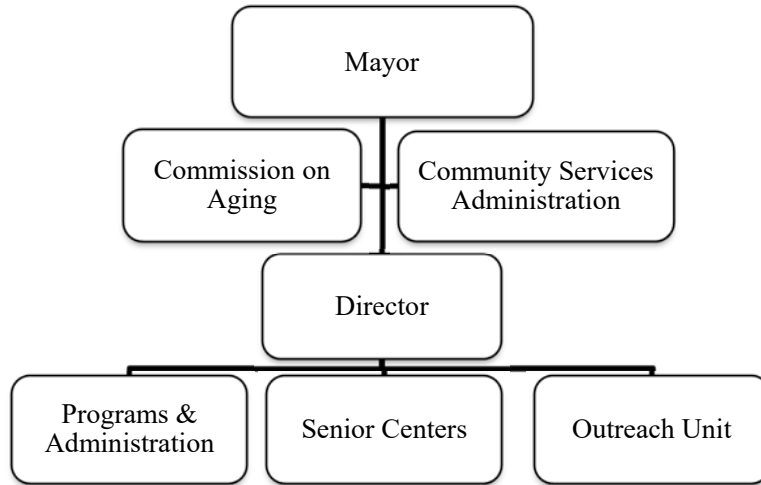 Mayor
Commission on
Aging
Community Services
Administration
Director
Programs &
Administration
Senior Centers
Outreach Unit